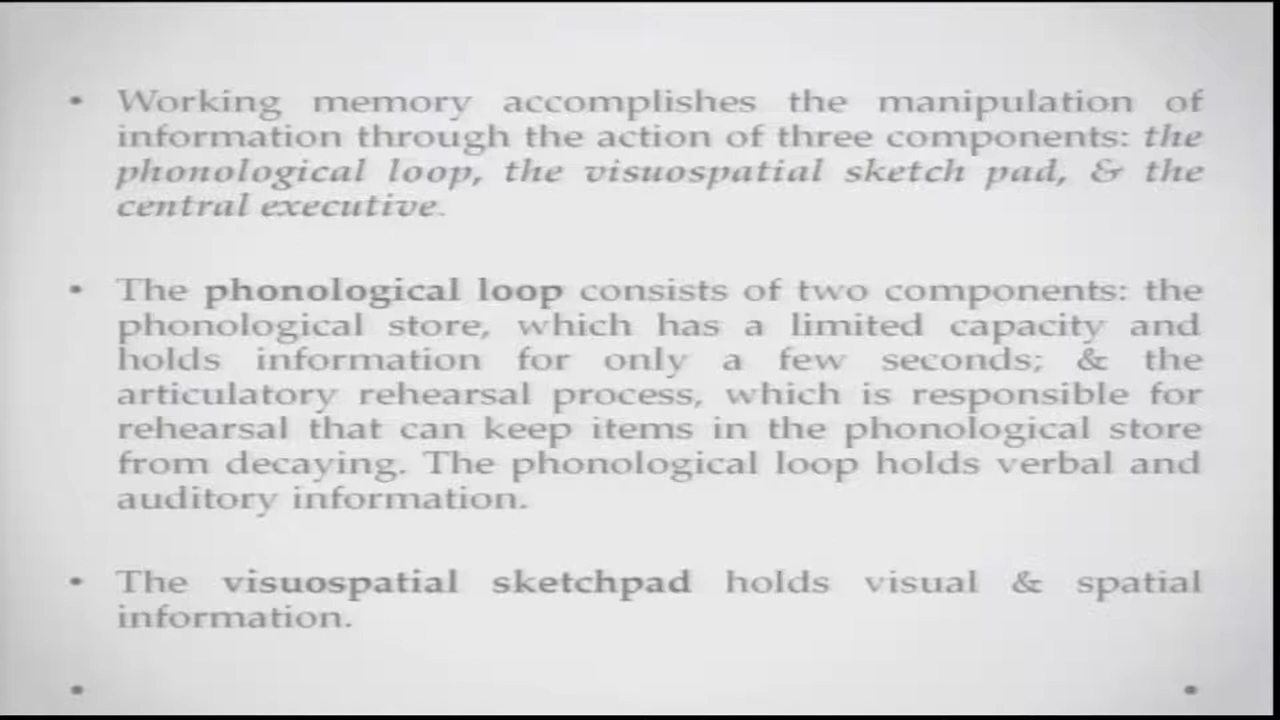 • Working memory accomplishes the manipulation of
information through the action of three components: the
phonological loop, the visuospatial sketch pad, & the
central executive.
• The phonological loop consists of two components: the
phonological store, which has a limited capacity and
holds information for only a few seconds; & the
articulatory rehearsal process, which is responsible for
rehearsal that can keep items in the phonological store
from decaying. The phonological loop holds verbal and
auditory information.
• The visuospatial sketchpad holds visual & spatial
information.